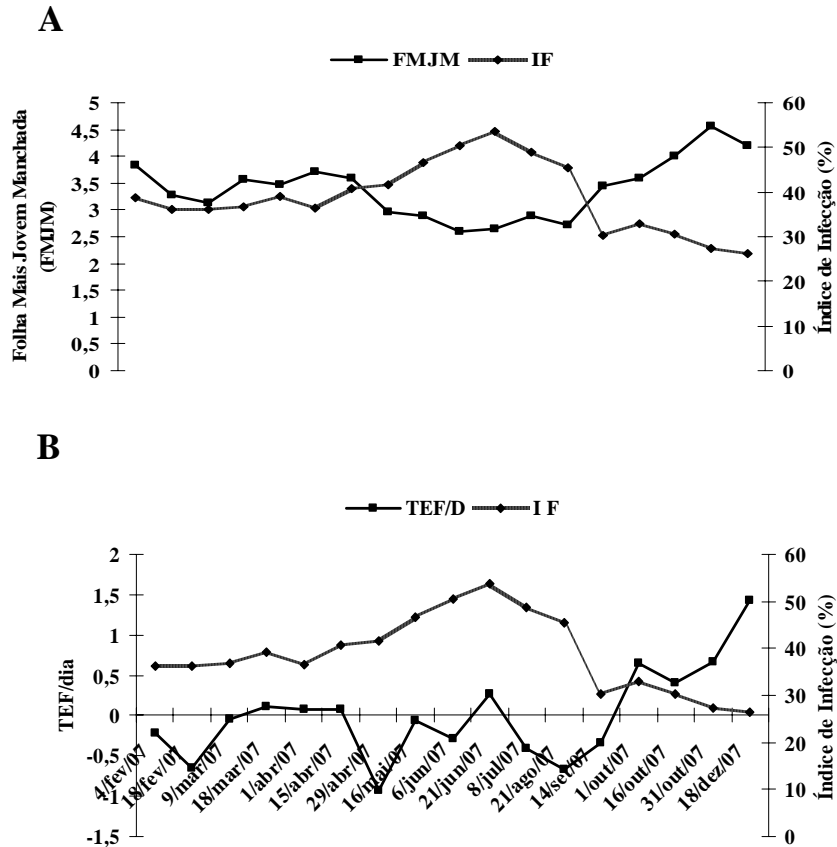 A
FMJM IF
Folha Mais Jovem Manchada
(FMJM)
5
4,5
4
3,5
3
2,5
2
1,5
1
0,5
0
60
50
40
30
20
10
0
Índice de Infecção (%)
B
TEF/D I F
TEF/dia
2
1,5
1
0,5
0
-0,5
-1
-1,5
60
50
40
30
20
10
0
Índice de Infecção (%)
4/fev/07
18/fev/07
9/mar/07
18/mar/07
1/abr/07
15/abr/07
29/abr/07
16/mai/07
6/jun/07
21/jun/07
8/jul/07
21/ago/07
14/set/07
1/out/07
16/out/07
31/out/07
18/dez/07